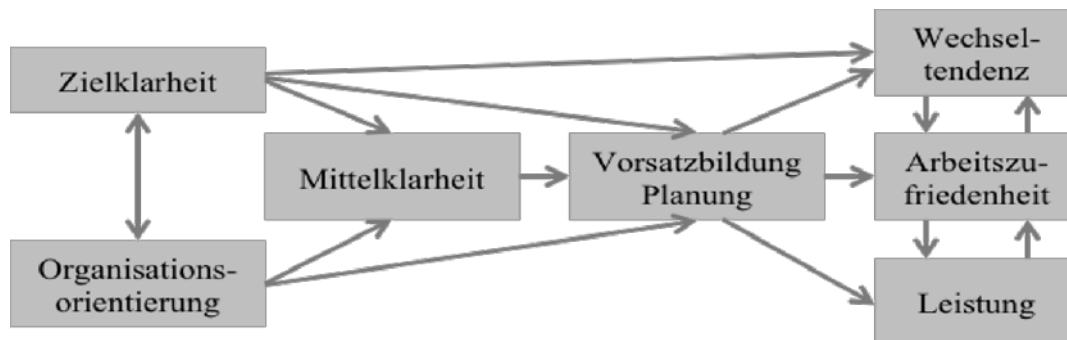 Zielklarheit
Organisations-
orientierung
Mittelklarheit
Vorsatzbildung
Planung
Wechsel-
tendenz
Arbeitszu-
friedenheit
Leistung